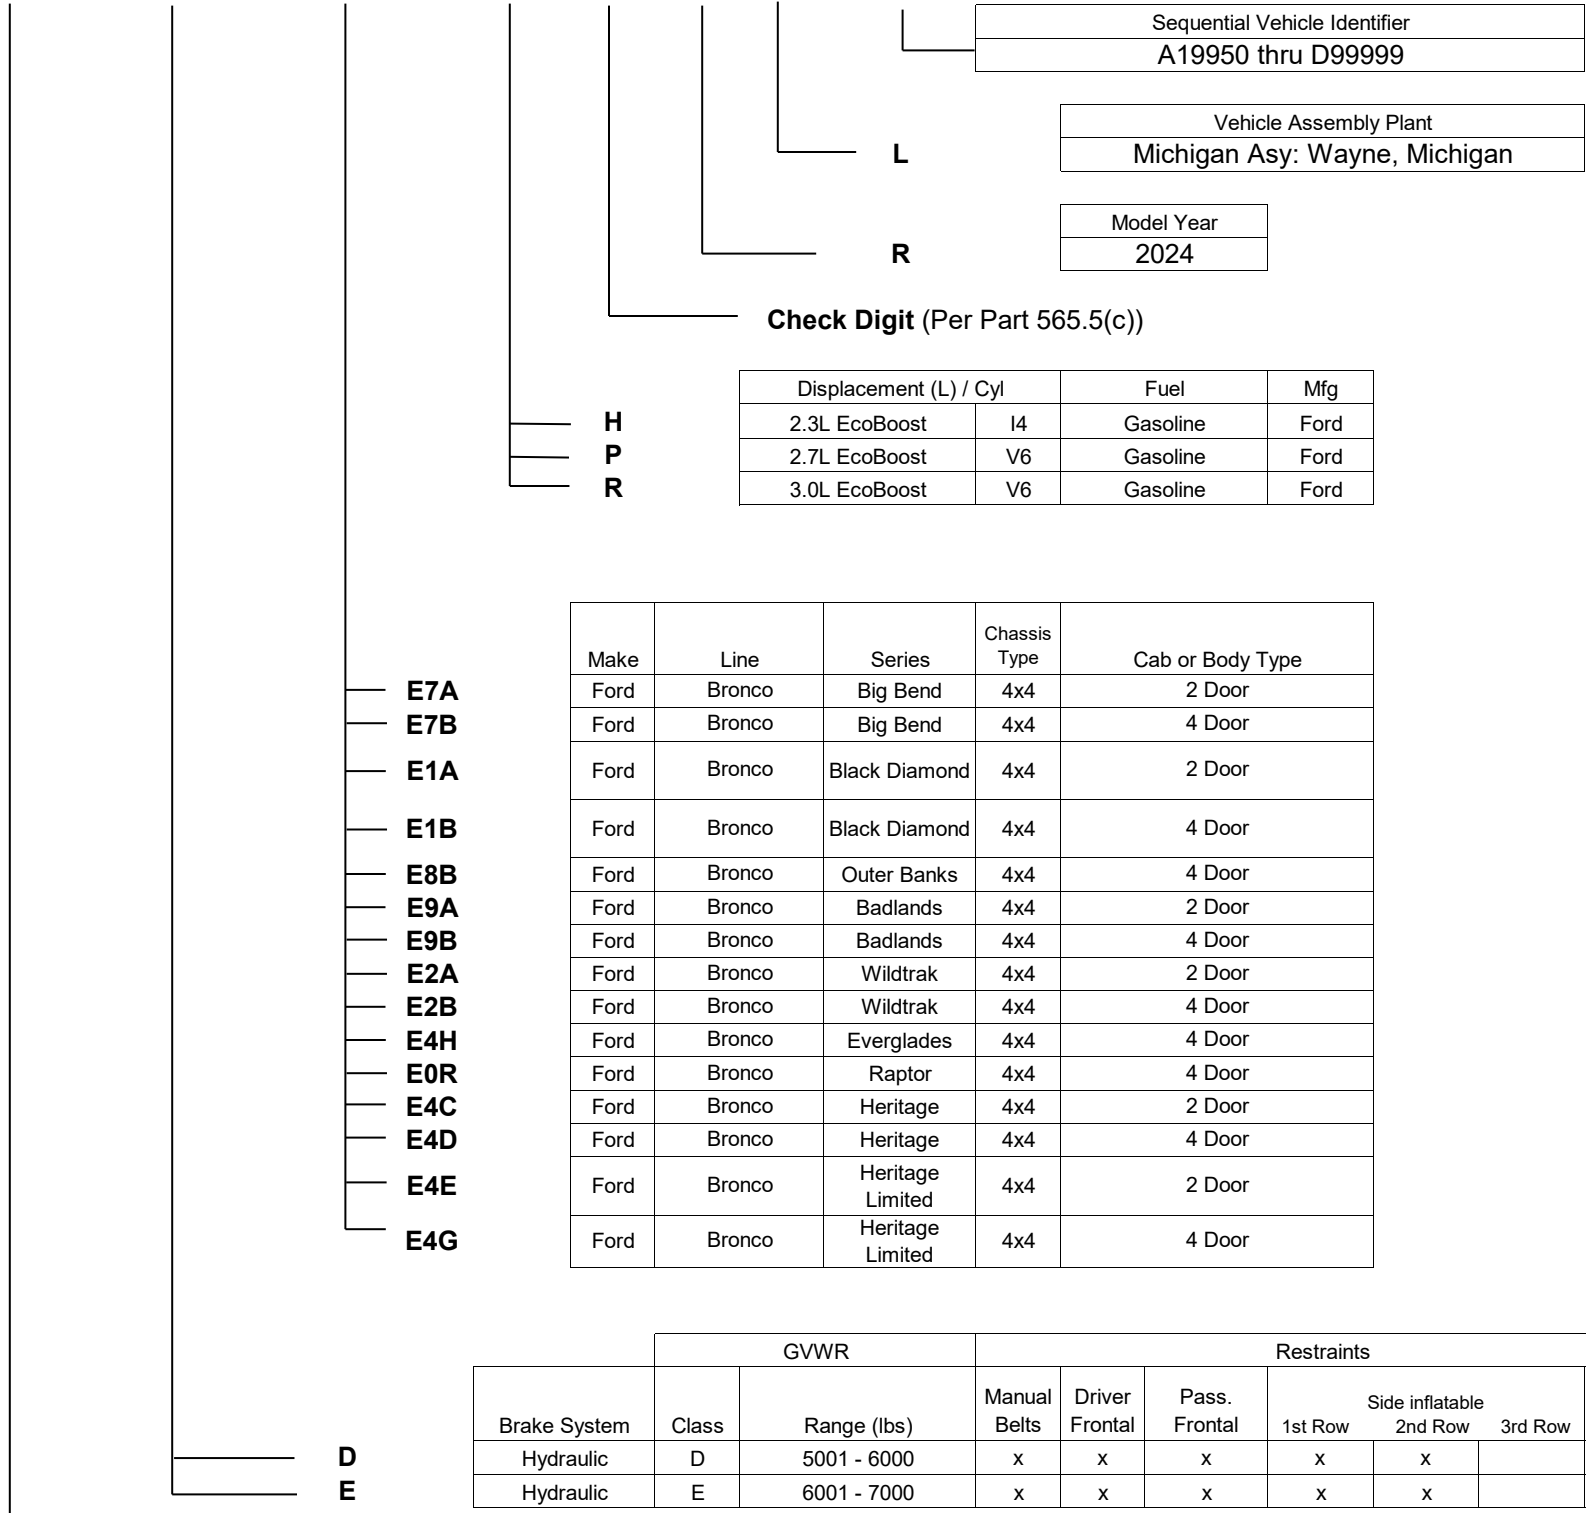 Sequential Vehicle Identifier
A19950 thru D99999
Vehicle Assembly Plant
L Michigan Asy: Wayne, Michigan
Model Year
R 2024
Check Digit (Per Part 565.5(c))
Displacement (L) / Cyl Fuel Mfg
H 2.3L EcoBoost I4 Gasoline Ford
P 2.7L EcoBoost V6 Gasoline Ford
R 3.0L EcoBoost V6 Gasoline Ford
Make Line Series Chassis Type Cab or Body Type
E7A Ford Bronco Big Bend 4x4 2 Door
E7B Ford Bronco Big Bend 4x4 4 Door
E1A Ford Bronco Black Diamond 4x4 2 Door
E1B Ford Bronco Black Diamond 4x4 4 Door
E8B Ford Bronco Outer Banks 4x4 4 Door
E9A Ford Bronco Badlands 4x4 2 Door
E9B Ford Bronco Badlands 4x4 4 Door
E2A Ford Bronco Wildtrak 4x4 2 Door
E2B Ford Bronco Wildtrak 4x4 4 Door
E4H Ford Bronco Everglades 4x4 4 Door
E0R Ford Bronco Raptor 4x4 4 Door
E4C Ford Bronco Heritage 4x4 2 Door
E4D Ford Bronco Heritage 4x4 4 Door
E4E Ford Bronco Heritage Limited 4x4 2 Door
E4G Ford Bronco Heritage Limited 4x4 4 Door
GVWR Restraints
Brake System Class Range (lbs) Manual Belts Driver Frontal Pass. Frontal Side inflatable 1st Row 2nd Row 3rd Row
D Hydraulic D 5001 - 6000 x x x x x
E Hydraulic E 6001 - 7000 x x x x x